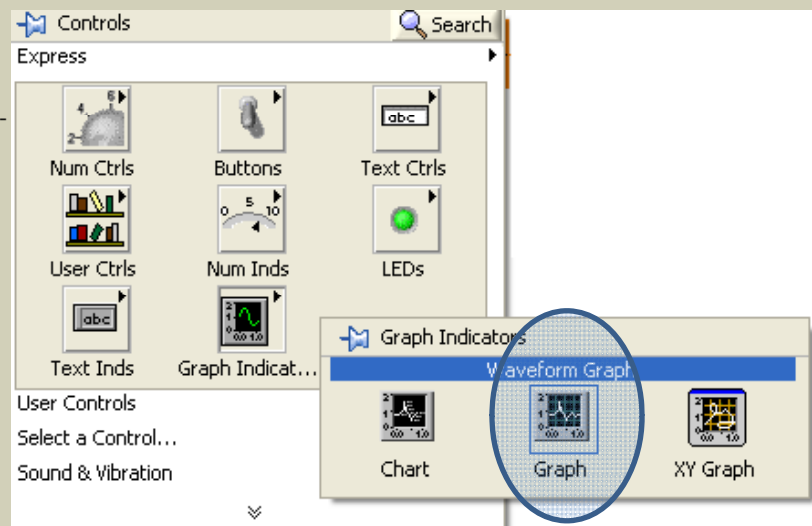 Controls
Search
Express
Num Ctrls Buttons Text Ctrls
User Ctrls Num Inds LEDs
Text Inds Graph Indicat...
Graph Indicators
Waveform Graph
Chart Graph XY Graph
User Controls
Select a Control...
Sound & Vibration